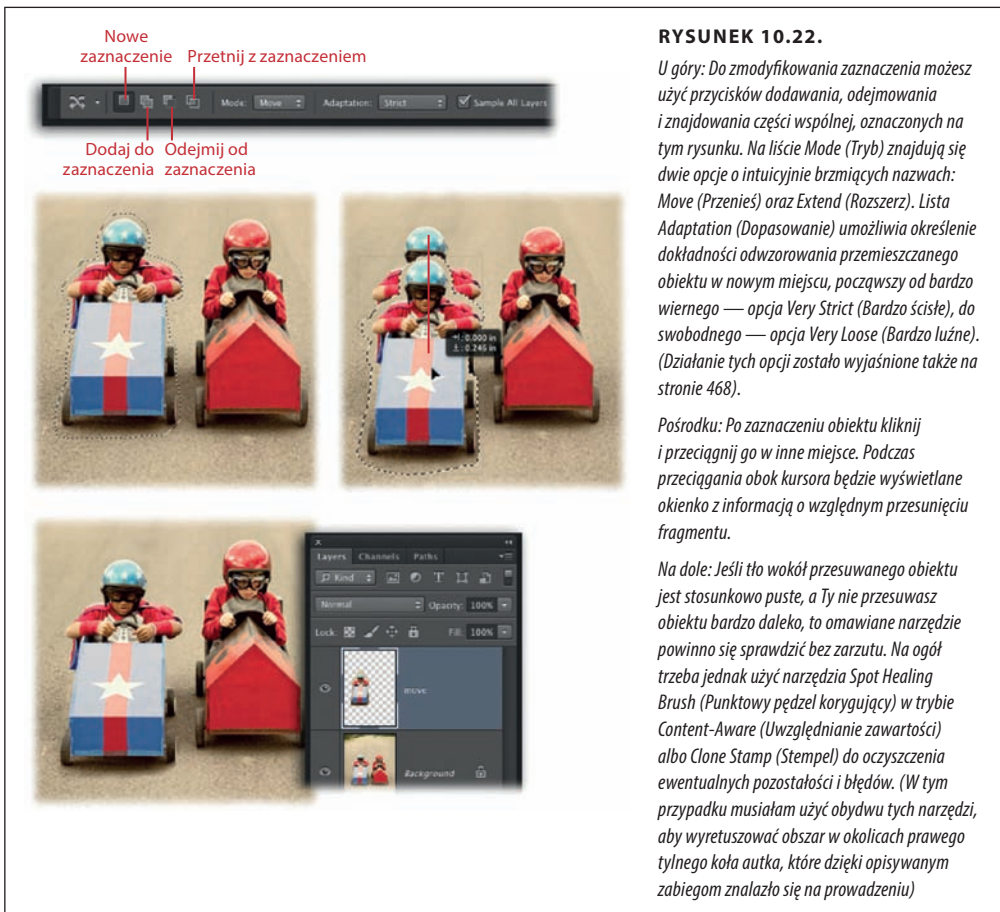 Nowe
zaznaczenie
Przetnij z zaznaczeniem
Mode: Move
Adaptation: Strict
Sample All Layers
Dodaj do
zaznaczenia
Odejmij od
zaznaczenia
0.000 in
0.246 in
Layers Channels Paths
Kind
Normal
Opacity: 100%
Lock:
Fill: 100%
move
Background
RYSUNEK 10.22.
U góry: Do zmodyfikowania zaznaczenia możesz
użyć przycisków dodawania, odejmowania
i znajdowania części wspólnej, oznaczonych na
tym rysunku. Na liście Mode (Tryb) znajdują się
dwie opcje o intuicyjnie brzmiących nazwach:
Move (Przenieś) oraz Extend (Rozszerz). Lista
Adaptation (Dopasowanie) umożliwia określenie
dokładności odwzorowania przemieszczanego
obiektu w nowym miejscu, począwszy od bardzo
wiernego — opcja Very Strict (Bardzo ścisłe), do
swobodnego — opcja Very Loose (Bardzo luźne).
(Działanie tych opcji zostało wyjaśnione także na
stronie 468).
Pośrodku: Po zaznaczeniu obiektu kliknij
i przeciągnij go w inne miejsce. Podczas
przeciągania obok kursora będzie wyświetlane
okienko z informacją o względnym przesunięciu
fragmentu.
Na dole: Jeśli tło wokół przesuwanego obiektu
jest stosunkowo puste, a Ty nie przesuwasz
obiektu bardzo daleko, to omawiane narzędzie
powinno się sprawdzić bez zarzutu. Na ogół
trzeba jednak użyć narzędzia Spot Healing
Brush (Punktowy pędzel korygujący) w trybie
Content-Aware (Uwzględnianie zawartości)
albo Clone Stamp (Stempel) do oczyszczenia
ewentualnych pozostałości i błędów. (W tym
przypadku musiałam użyć obydwu tych narzędzi,
aby wyretuszować obszar w okolicach prawego
tylnego koła autka, które dzięki opisywanym
zabiegom znalazło się na prowadzeniu)